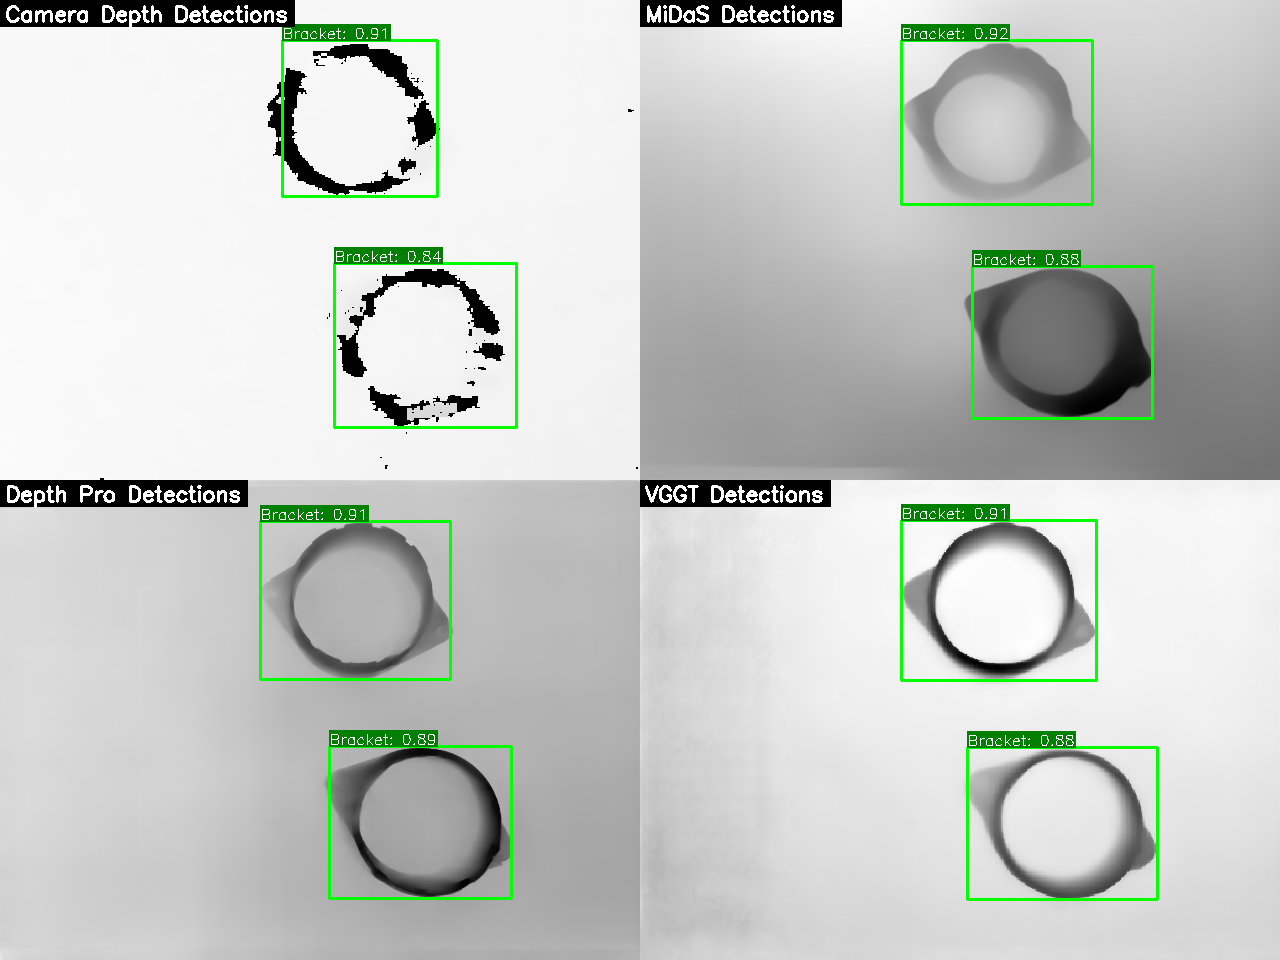 Camera Depth Detections
Bracket: 0.91
Bracket: 0.84
MiDaS Detections
Bracket: 0.92
Bracket: 0.88
Depth Pro Detections
Bracket: 0.91
Bracket: 0.89
VGGT Detections
Bracket: 0.91
Bracket: 0.88